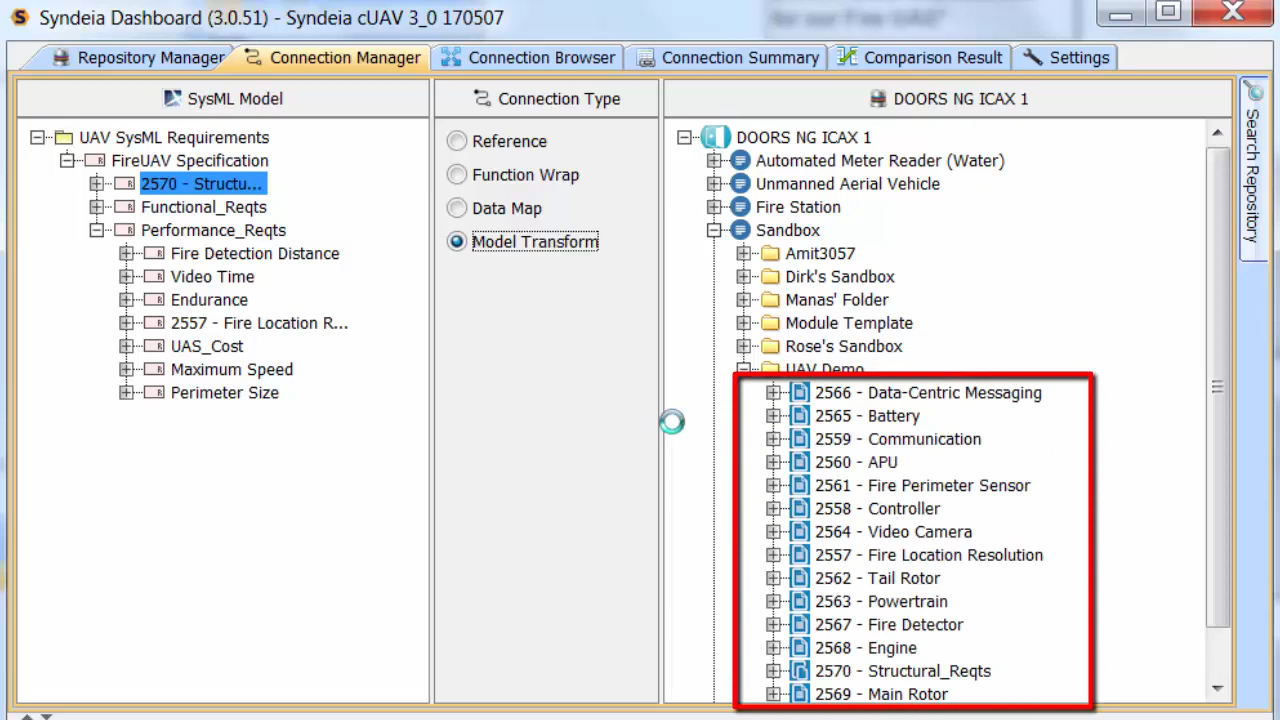 Syndeia Dashboard (3.0.51) - Syndeia cUAV 3_0 170507
Repository Manager
Connection Manager
Connection Browser
Connection Summary
Comparison Result
Settings
SysML Model
UAV SysML Requirements
FireUAV Specification
2570 - Structu...
Functional_Reqts
Performance_Reqts
Fire Detection Distance
Video Time
Endurance
2557 - Fire Location R...
UAS_Cost
Maximum Speed
Perimeter Size
Connection Type
Reference
Function Wrap
Data Map
Model Transform
DOORS NG ICAX 1
DOORS NG ICAX 1
Automated Meter Reader (Water)
Unmanned Aerial Vehicle
Fire Station
Sandbox
Amit3057
Dirk's Sandbox
Manas' Folder
Module Template
Rose's Sandbox
UAV Demo
2566 - Data-Centric Messaging
2565 - Battery
2559 - Communication
2560 - APU
2561 - Fire Perimeter Sensor
2558 - Controller
2564 - Video Camera
2557 - Fire Location Resolution
2562 - Tail Rotor
2563 - Powertrain
2567 - Fire Detector
2568 - Engine
2570 - Structural_Reqts
2569 - Main Rotor
Search Repository